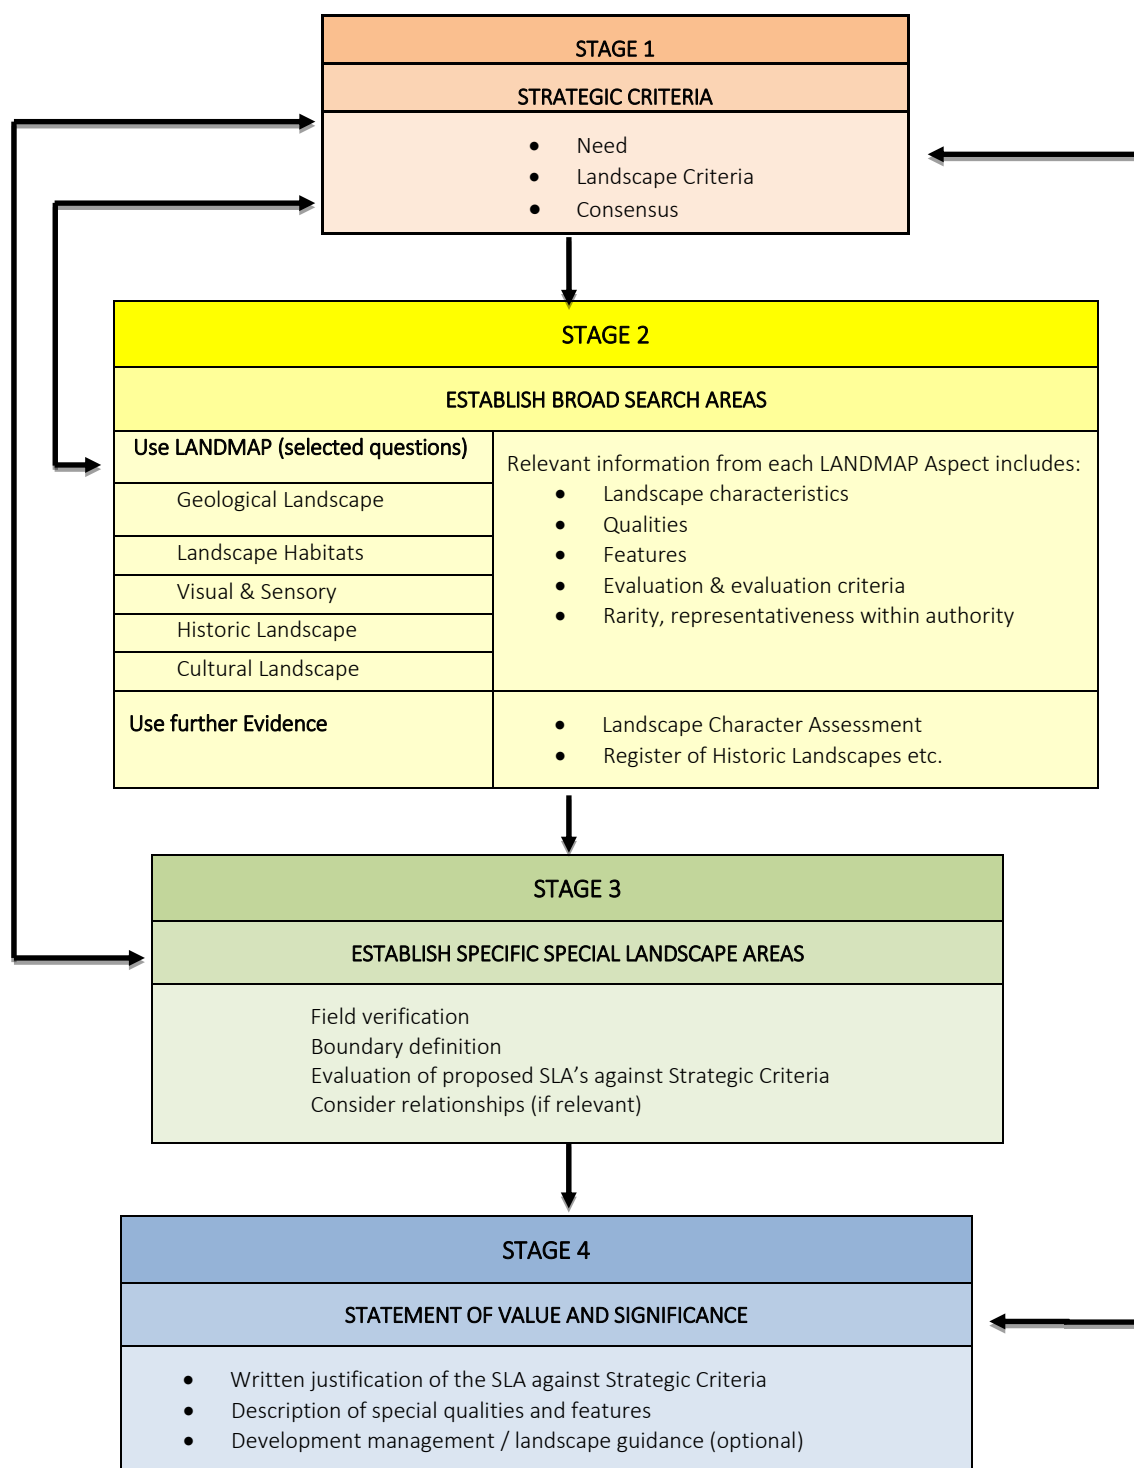 STAGE 1
STRATEGIC CRITERIA
• Need
• Landscape Criteria
• Consensus
STAGE 2
ESTABLISH BROAD SEARCH AREAS
Use LANDMAP (selected questions)
Geological Landscape
Landscape Habitats
Visual & Sensory
Historic Landscape
Cultural Landscape
Relevant information from each LANDMAP Aspect includes:
• Landscape characteristics
• Qualities
• Features
• Evaluation & evaluation criteria
• Rarity, representativeness within authority
Use further Evidence
• Landscape Character Assessment
• Register of Historic Landscapes etc.
STAGE 3
ESTABLISH SPECIFIC SPECIAL LANDSCAPE AREAS
Field verification
Boundary definition
Evaluation of proposed SLA’s against Strategic Criteria
Consider relationships (if relevant)
STAGE 4
STATEMENT OF VALUE AND SIGNIFICANCE
• Written justification of the SLA against Strategic Criteria
• Description of special qualities and features
• Development management / landscape guidance (optional)